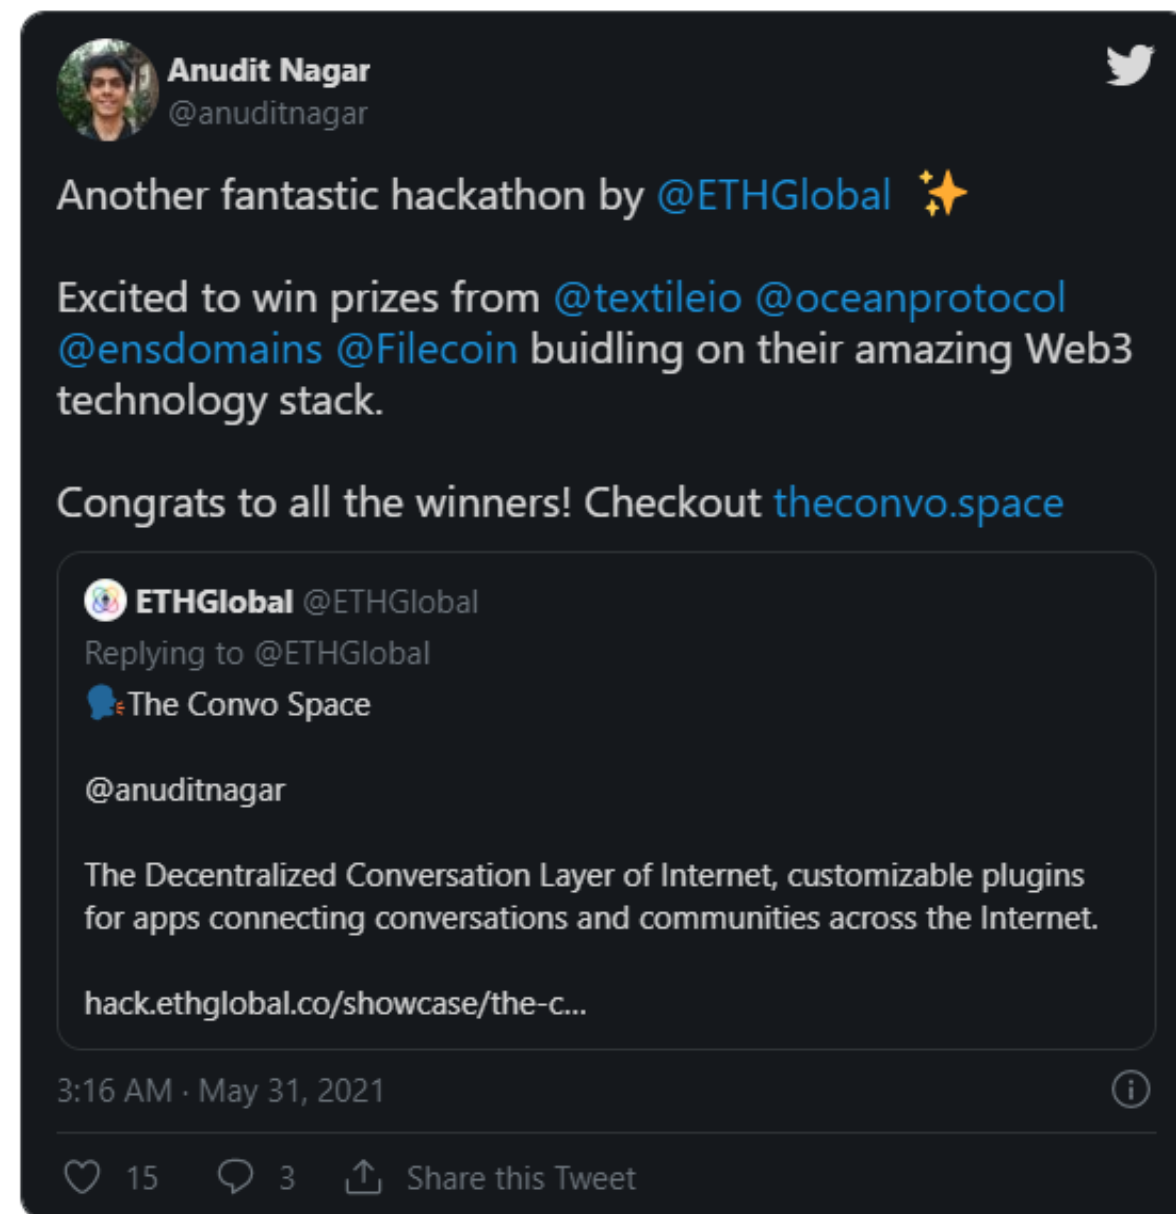 Anudit Nagar
@anuditnagar
Another fantastic hackathon by @ETHGlobal ✨
Excited to win prizes from @textileio @oceanprotocol
@ensdomains @Filecoin buidling on their amazing Web3
technology stack.
Congrats to all the winners! Checkout theconvo.space
ETHGlobal @ETHGlobal
Replying to @ETHGlobal
🗣️The Convo Space
@anuditnagar
The Decentralized Conversation Layer of Internet, customizable plugins
for apps connecting conversations and communities across the Internet.
hack.ethglobal.co/showcase/the-c...
3:16 AM · May 31, 2021
15 3 Share this Tweet